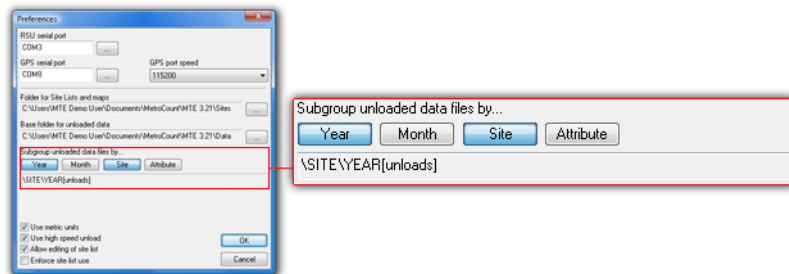 Preferences
RSU serial port
COM3
...
GPS serial port
GPS port speed
COM8
...
115200
Folder for Site Lists and maps
C:\Users\MTE Demo User\Documents\MetroCount\MTE 3.21\Sites
...
Base folder for unloaded data
C:\Users\MTE Demo User\Documents\MetroCount\MTE 3.21\Data
...
Subgroup unloaded data files by...
Year Month Site Attribute
\SITE\YEAR[unloads]
Use metric units
Use high speed unload
Allow editing of site list
Enforce site list use
OK
Cancel
Subgroup unloaded data files by...
Year Month Site Attribute
\SITE\YEAR[unloads]